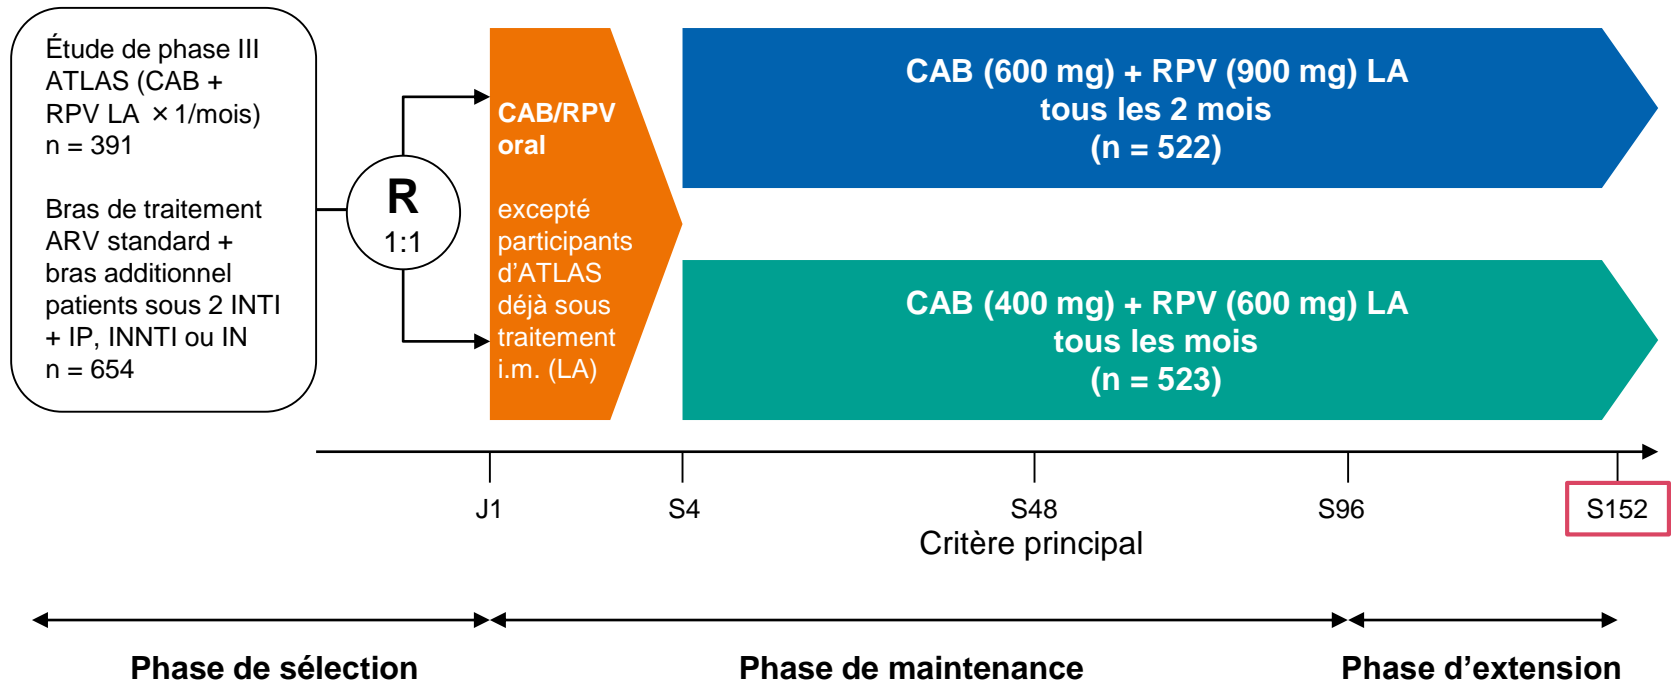 Étude de phase III
ATLAS (CAB +
RPV LA × 1/mois)
n = 391
Bras de traitement
ARV standard +
bras additionnel
patients sous 2 INTI
+ IP, INNTI ou IN
n = 654
R
1:1
CAB/RPV
oral
excepté
participants
d’ATLAS
déjà sous
traitement
i.m. (LA)
CAB (600 mg) + RPV (900 mg) LA
tous les 2 mois
(n = 522)
CAB (400 mg) + RPV (600 mg) LA
tous les mois
(n = 523)
J1 S4 S48 S96 S152
Critère principal
Phase de sélection Phase de maintenance Phase d’extension